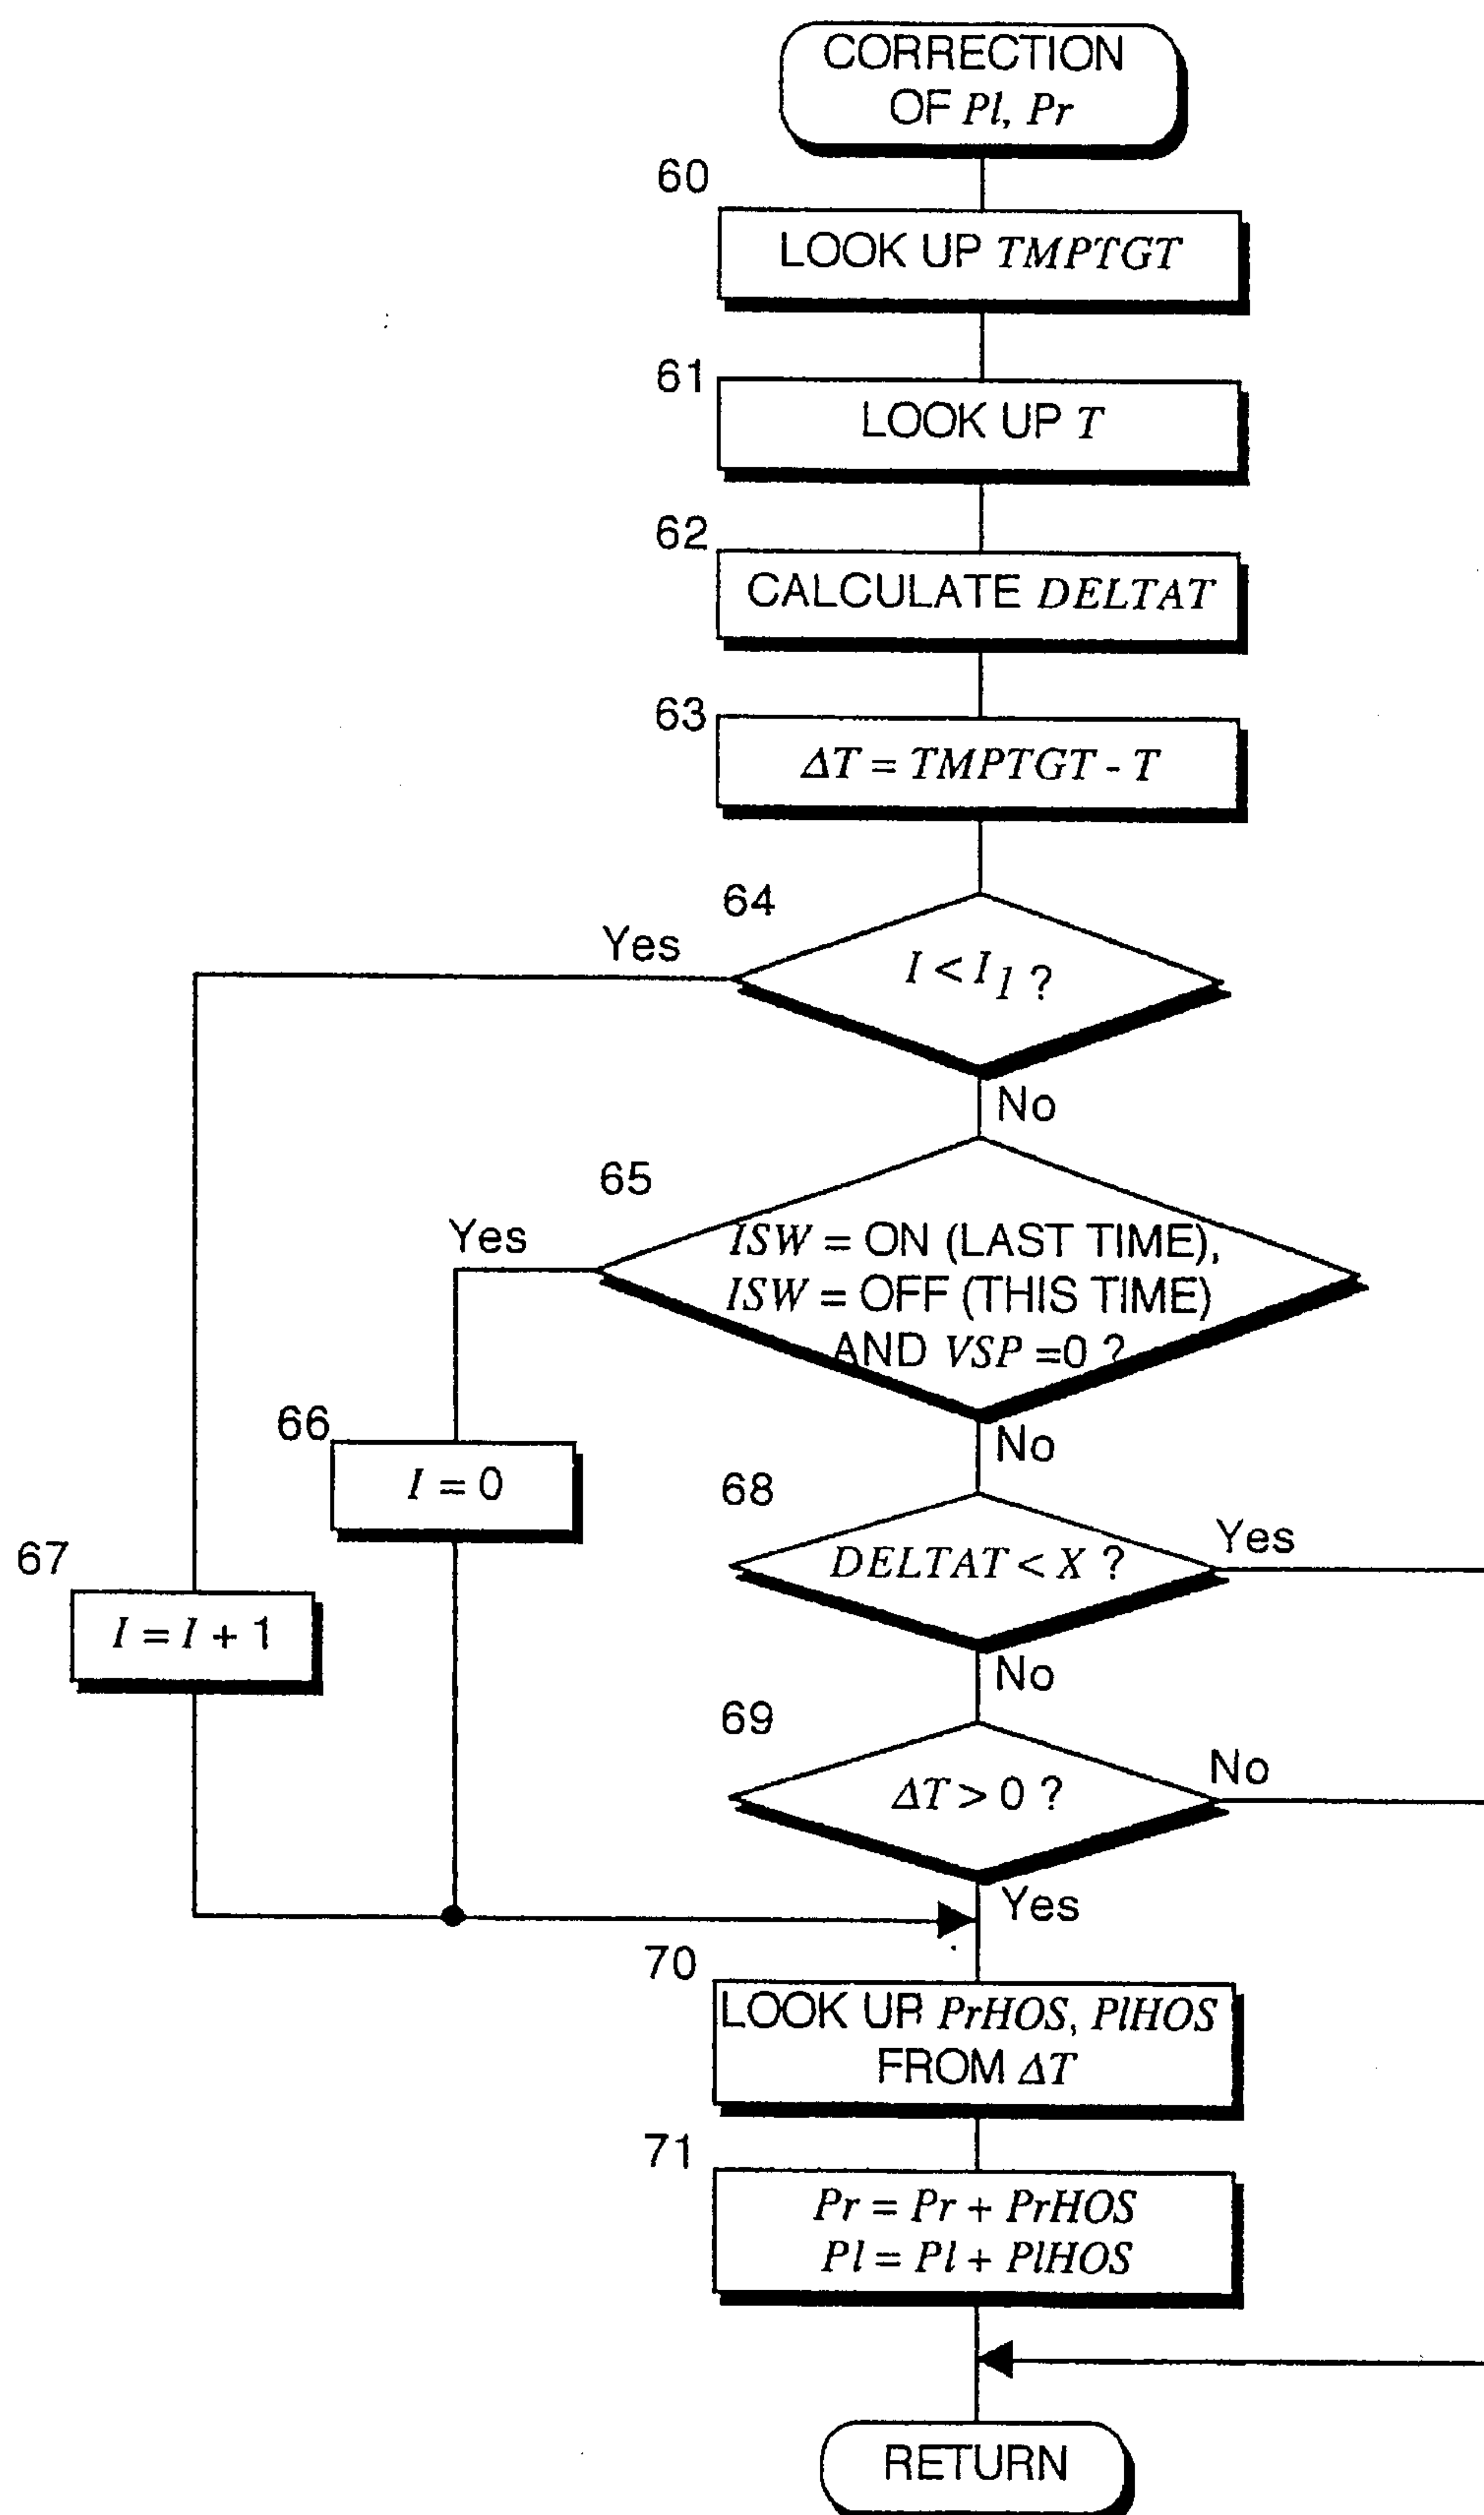 CORRECTION
OF Pl, Pr
60
LOOK UP TMPTGT
61
LOOK UP T
62
CALCULATE DELTAT
63
ΔT = TMPTGT - T
64
Yes
I < I1 ?
No
65
Yes
ISW = ON (LAST TIME),
ISW = OFF (THIS TIME)
AND VSP =0 ?
No
66
I = 0
67
I = I + 1
68
DELTAT < X ?
Yes
No
69
ΔT > 0 ?
No
Yes
70
LOOK UP PrHOS, PlHOS
FROM ΔT
71
Pr = Pr + PrHOS
Pl = Pl + PlHOS
RETURN